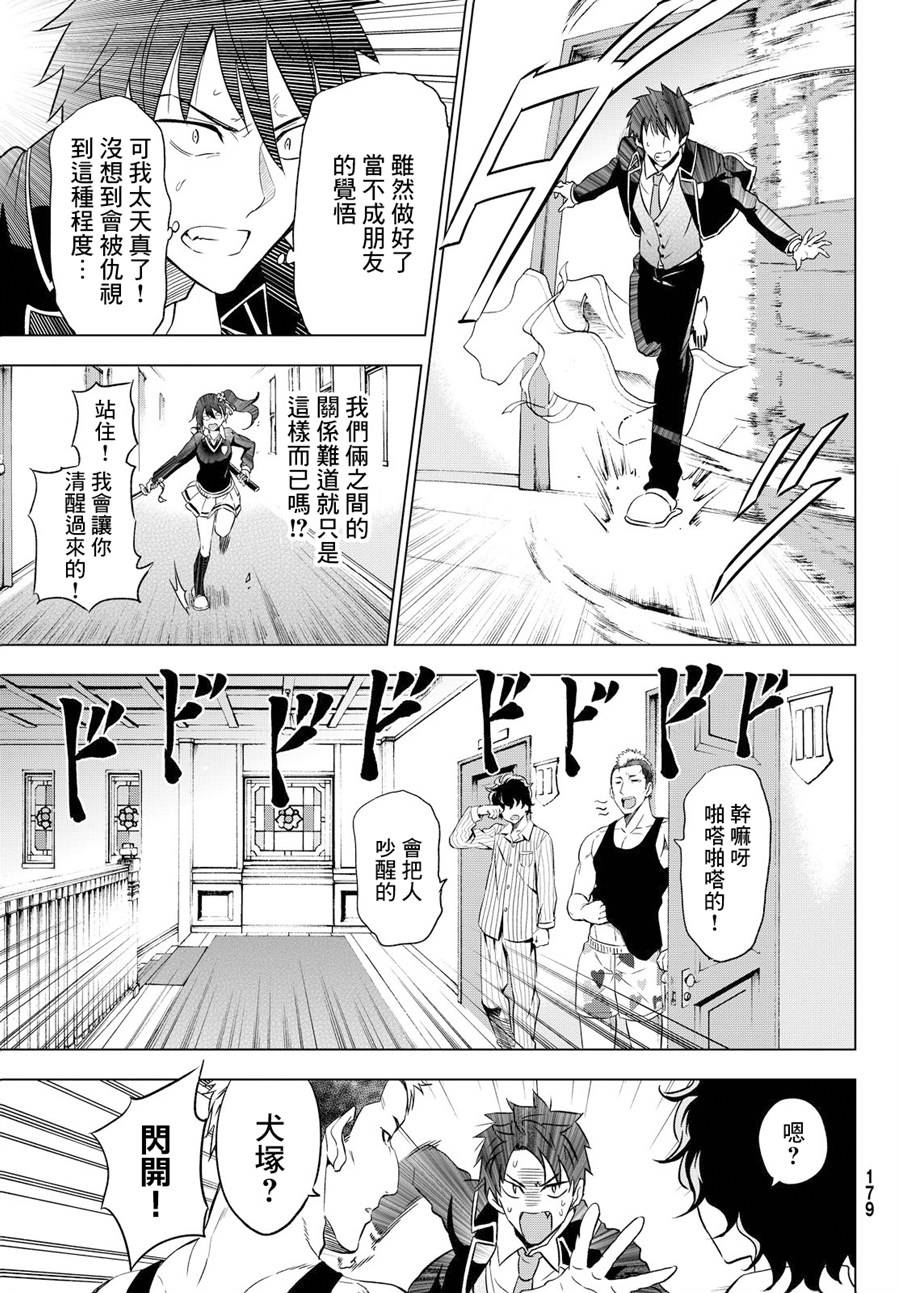 ダッ
雖然做好了
當不成朋友
的覺悟
可我太天真了！
沒想到會被仇視
到這種程度…
我們倆之間的
關係難道就只是
這樣而已嗎!?
站住！我會讓你
清醒過來的！
ドドドドドドド
幹嘛呀
啪嗒啪嗒的！
會把人
吵醒的
嗯？
犬塚？
閃開！
179